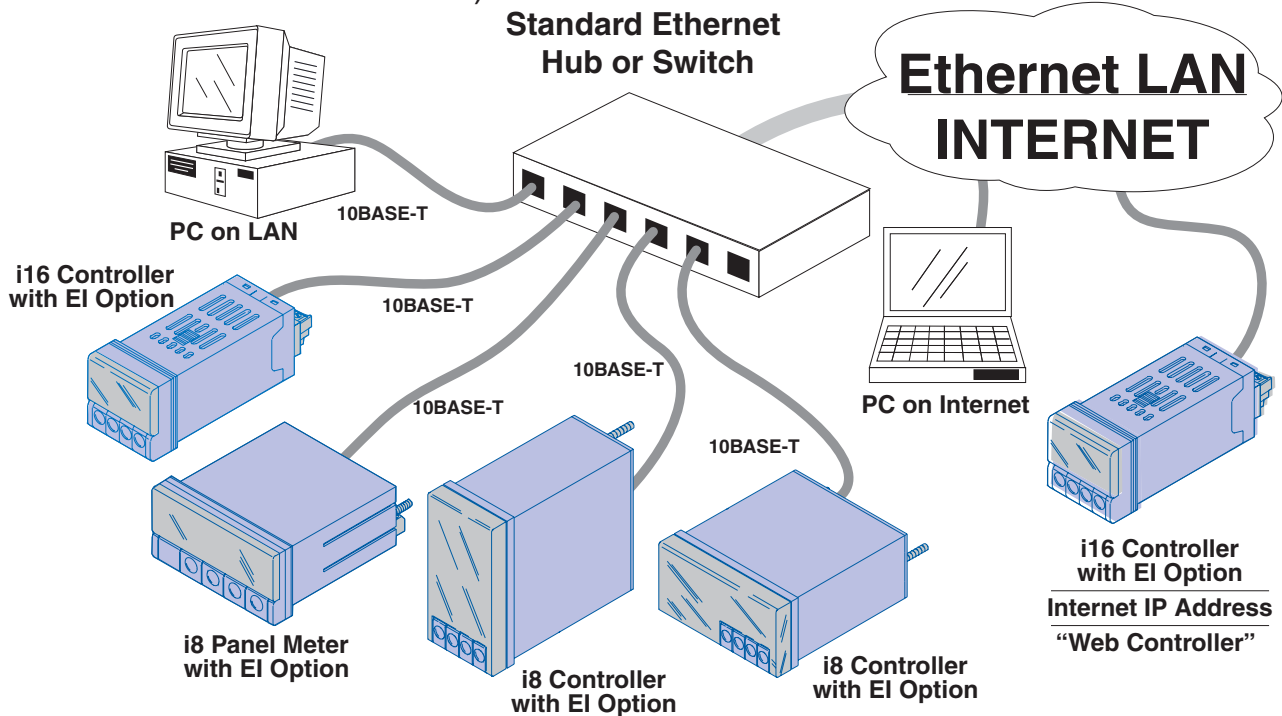 Standard Ethernet
Hub or Switch
Ethernet LAN
INTERNET
PC on LAN
10BASE-T
i16 Controller
with EI Option
10BASE-T
10BASE-T
10BASE-T
10BASE-T
PC on Internet
i8 Panel Meter
with EI Option
i8 Controller
with EI Option
i8 Controller
with EI Option
i16 Controller
with EI Option
Internet IP Address
“Web Controller”